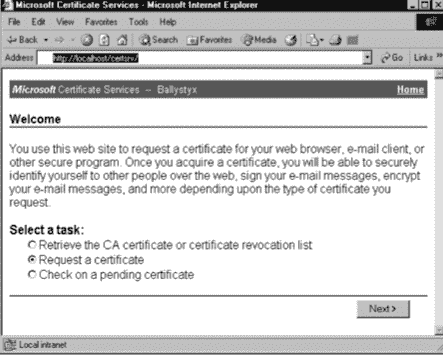 Microsoft Certificate Services - Microsoft Internet Explorer
File Edit View Favorites Tools Help
Back Search Favorites Media
Address http://localhost/certsrv/ Go Links »
Microsoft Certificate Services -- Ballystyx Home
Welcome
You use this web site to request a certificate for your web browser, e-mail client, or
other secure program. Once you acquire a certificate, you will be able to securely
identify yourself to other people over the web, sign your e-mail messages, encrypt
your e-mail messages, and more depending upon the type of certificate you
request.
Select a task:
Retrieve the CA certificate or certificate revocation list
Request a certificate
Check on a pending certificate
Next >
Local intranet